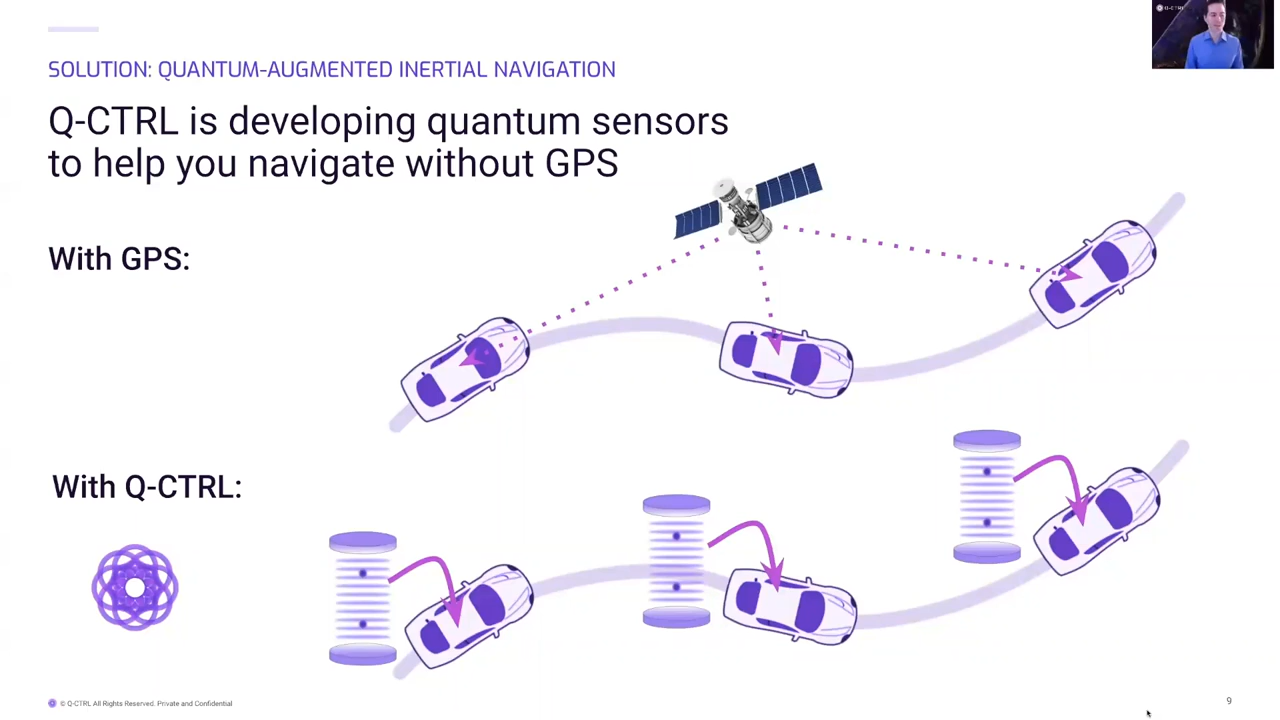 SOLUTION: QUANTUM-AUGMENTED INERTIAL NAVIGATION
Q-CTRL is developing quantum sensors
to help you navigate without GPS
With GPS:
With Q-CTRL:
© Q-CTRL All Rights Reserved. Private and Confidential
9
Q-CTRL